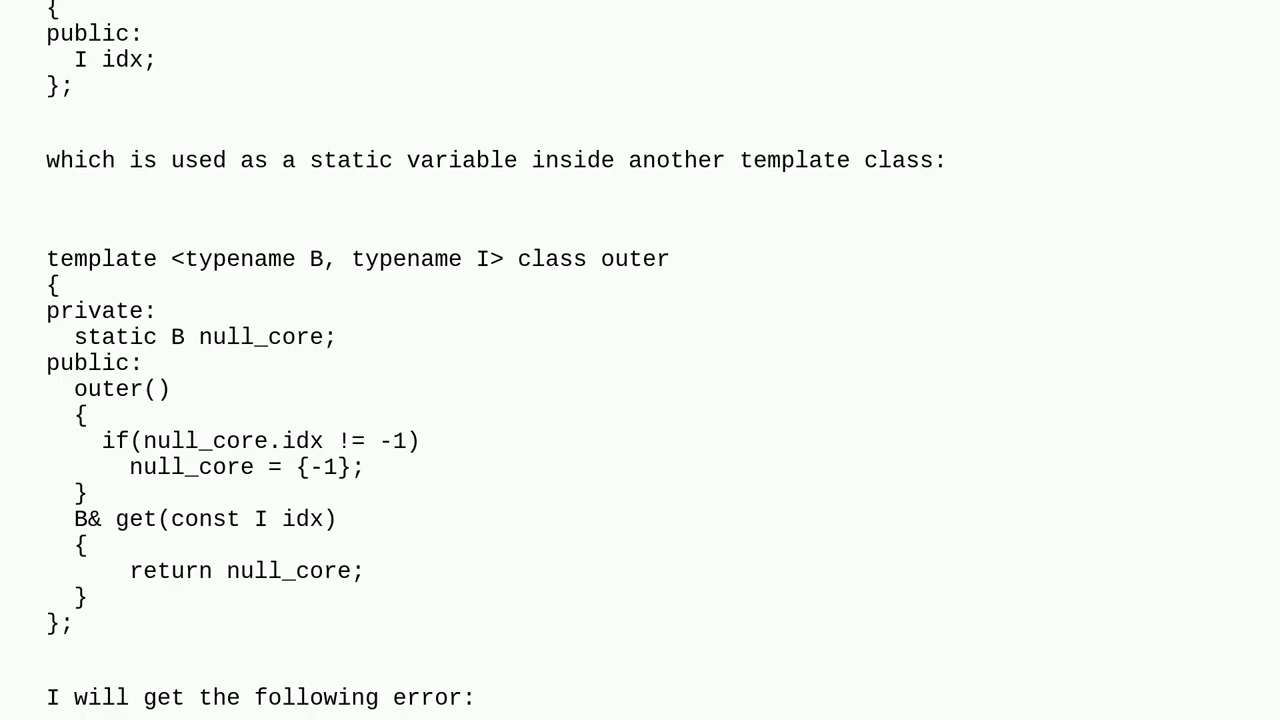 {
public:
  I idx;
};
which is used as a static variable inside another template class:
template <typename B, typename I> class outer
{
private:
  static B null_core;
public:
  outer()
  {
    if(null_core.idx != -1)
      null_core = {-1};
  }
  B& get(const I idx)
  {
      return null_core;
  }
};
I will get the following error: